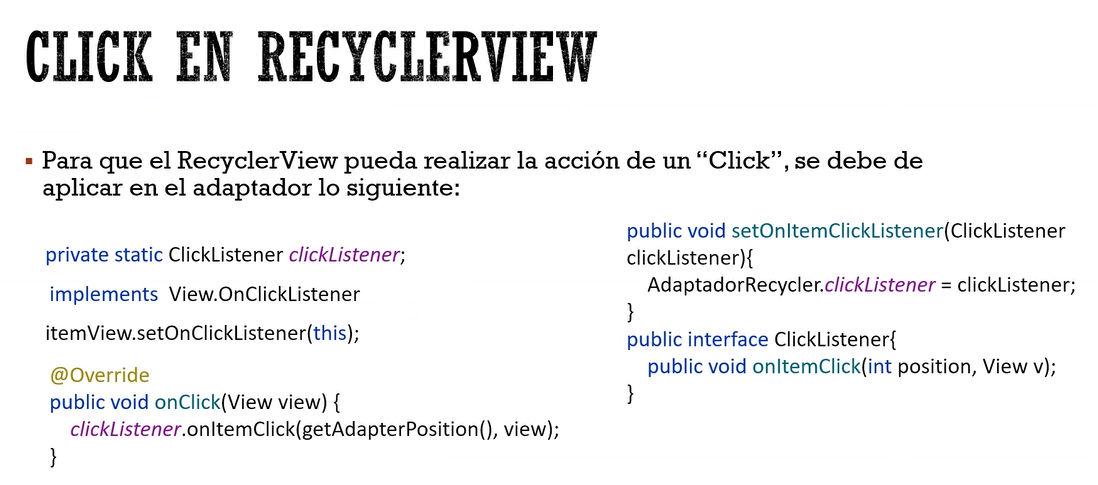 CLICK EN RECYCLERVIEW
▪ Para que el RecyclerView pueda realizar la acción de un “Click”, se debe de
aplicar en el adaptador lo siguiente:
private static ClickListener clickListener;
implements View.OnClickListener
itemView.setOnClickListener(this);
@Override
public void onClick(View view) {
clickListener.onItemClick(getAdapterPosition(), view);
}
public void setOnItemClickListener(ClickListener
clickListener){
AdaptadorRecycler.clickListener = clickListener;
}
public interface ClickListener{
public void onItemClick(int position, View v);
}